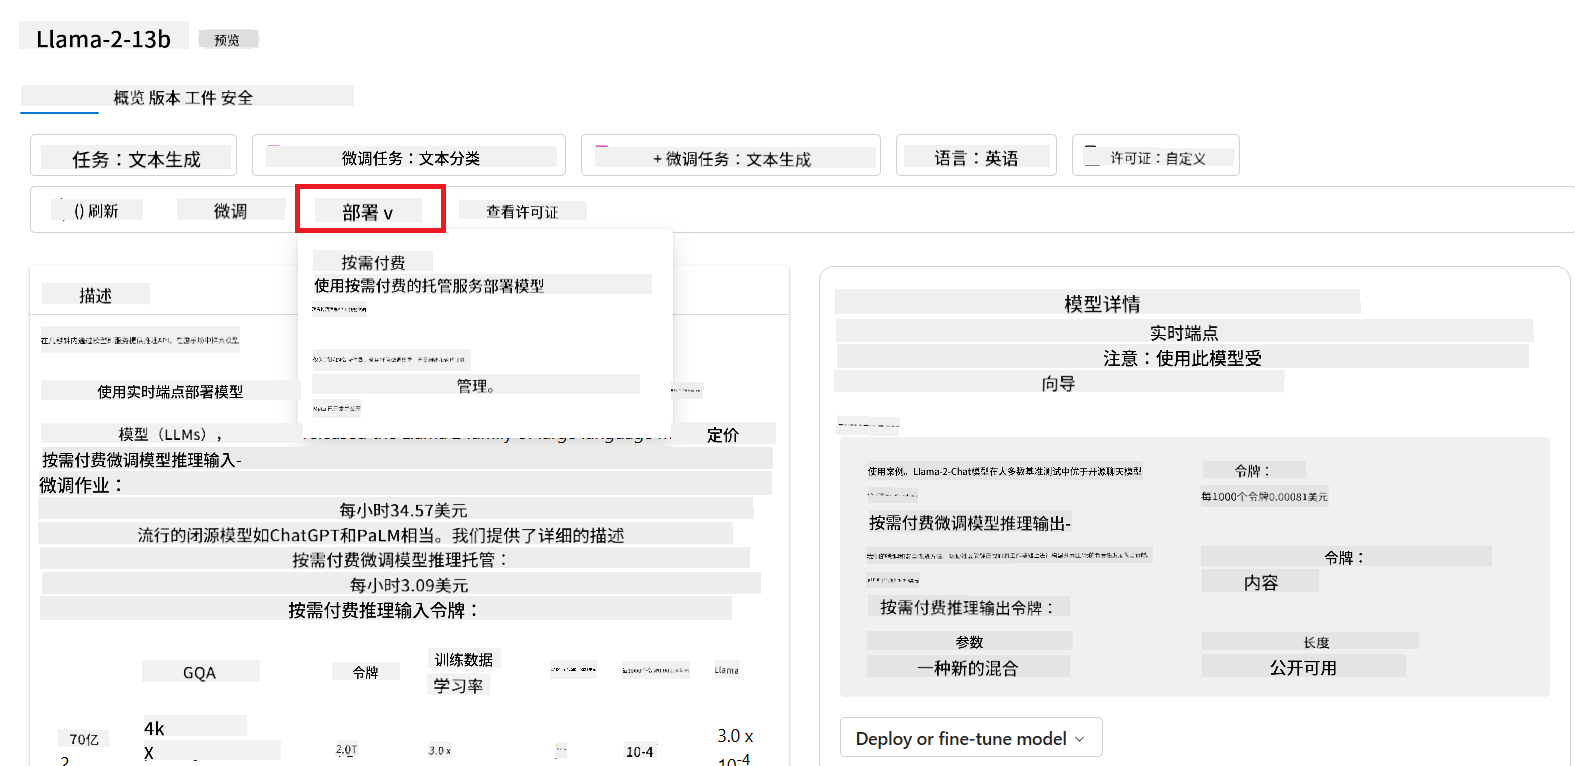 Llama-2-13b
预览
概览 版本 工件 安全
任务：文本生成
微调任务：文本分类
+ 微调任务：文本生成
语言：英语
许可证：自定义
() 刷新
微调
部署 v
查看许可证
按需付费
使用按需付费的托管服务部署模型
管理。
描述
使用实时端点部署模型
模型（LLMs），
released the Llama 2 family of large language
定价
按需付费微调模型推理输入-
微调作业：
每小时34.57美元
流行的闭源模型如ChatGPT和PaLM相当。我们提供了详细的描述
按需付费微调模型推理托管：
每小时3.09美元
按需付费推理输入令牌：
GQA
令牌
训练数据
学习率
Llama
70亿
2
4k
X
2.0T
3.0 x
10-4
3.0 x
10-4
模型详情
实时端点
注意：使用此模型受
向导
使用案例。Llama-2-Chat模型在大多数基准测试中优于开源聊天模型
令牌：
每1000个令牌0.00081美元
按需付费微调模型推理输出-
令牌：
内容
按需付费推理输出令牌：
参数
长度
一种新的混合
公开可用
Deploy or fine-tune model